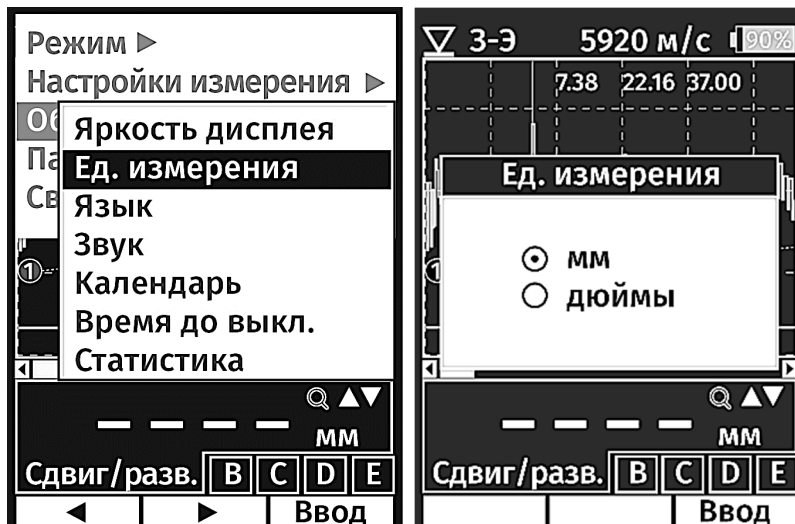 Режим
Настройки измерения
Яркость дисплея
Ед. измерения
Язык
Звук
Календарь
Время до выкл.
Статистика
1
мм
Сдвиг/разв. B C D E
Ввод
З-Э 5920 м/с 90%
7.38 22.16 37.00
Ед. измерения
мм
дюймы
мм
Сдвиг/разв. B C D E
Ввод